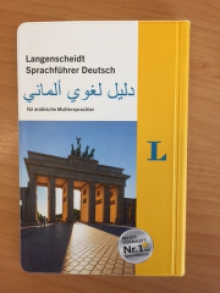 Langenscheidt
Sprachführer Deutsch
دليل لغوي ألماني
für arabische Muttersprachler
L
Nr. 1